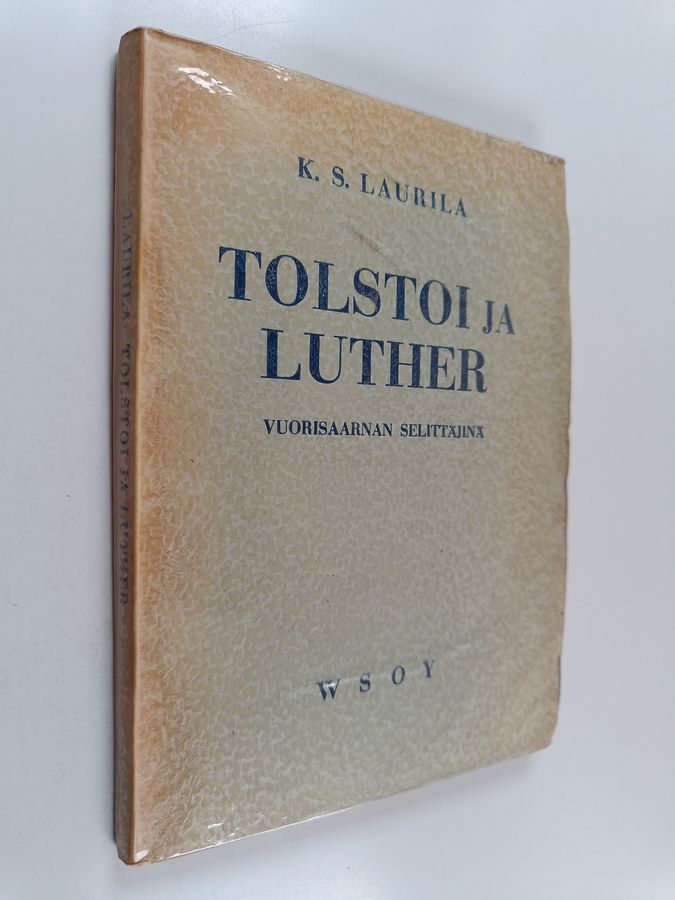 K. S. LAURILA
TOLSTOI JA
LUTHER
VUORISAARNAN SELITTÄJINÄ
WSOY
LAURILA TOLSTOI JA LUTHER